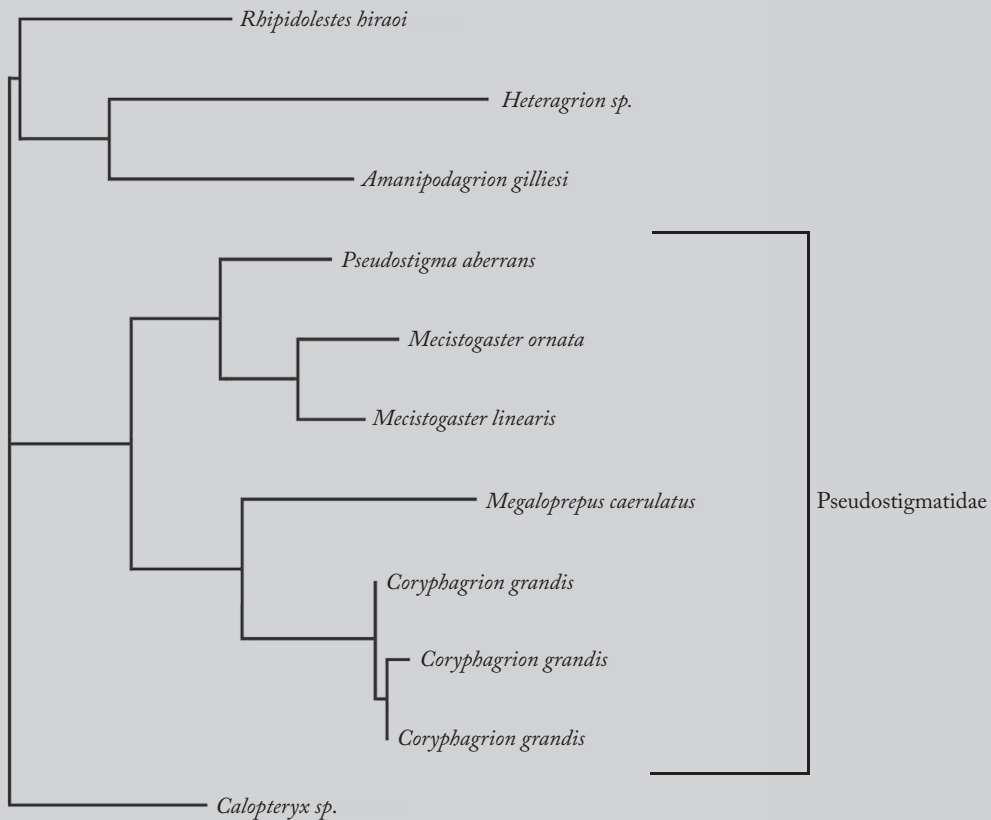 Rhipidolestes hiraoi
Heteragrion sp.
Amanipodagrion gilliesi
Pseudostigma aberrans
Mecistogaster ornata
Mecistogaster linearis
Megaloprepus caerulatus
Pseudostigmatidae
Coryphagrion grandis
Coryphagrion grandis
Coryphagrion grandis
Calopteryx sp.